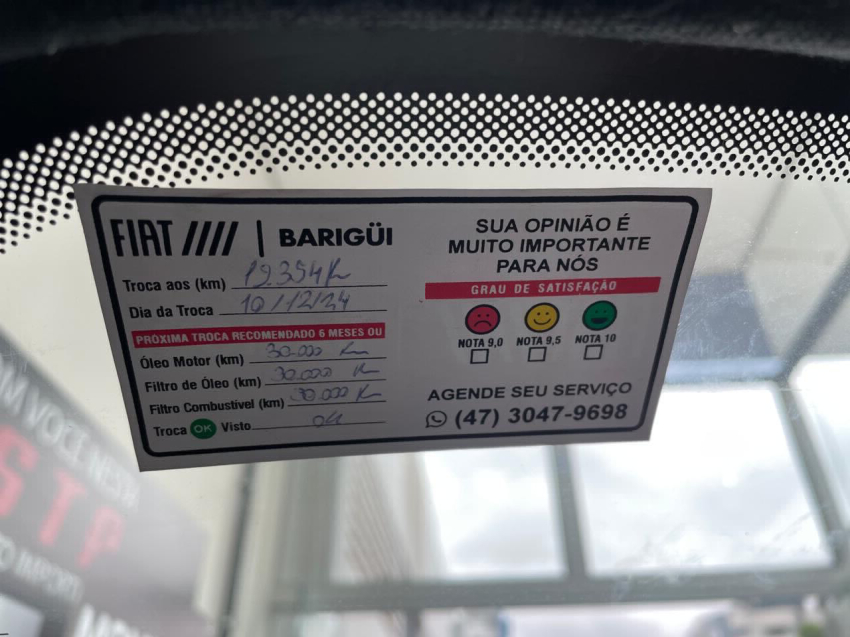 FIAT | BARIGÜI
Troca aos (km) 19.394 Km
Dia da Troca 10/12/24
PROXIMA TROCA RECOMENDADO 6 MESES OU
Óleo Motor (km) 30.000 Km
Filtro de Óleo (km) 30.000 Km
Filtro Combustível (km) 30.000 Km
Troca OK Visto
SUA OPINIÃO É
MUITO IMPORTANTE
PARA NÓS
GRAU DE SATISFAÇÃO
NOTA 9,0 NOTA 9,5 NOTA 10
AGENDE SEU SERVIÇO
(47) 3047-9698
STP